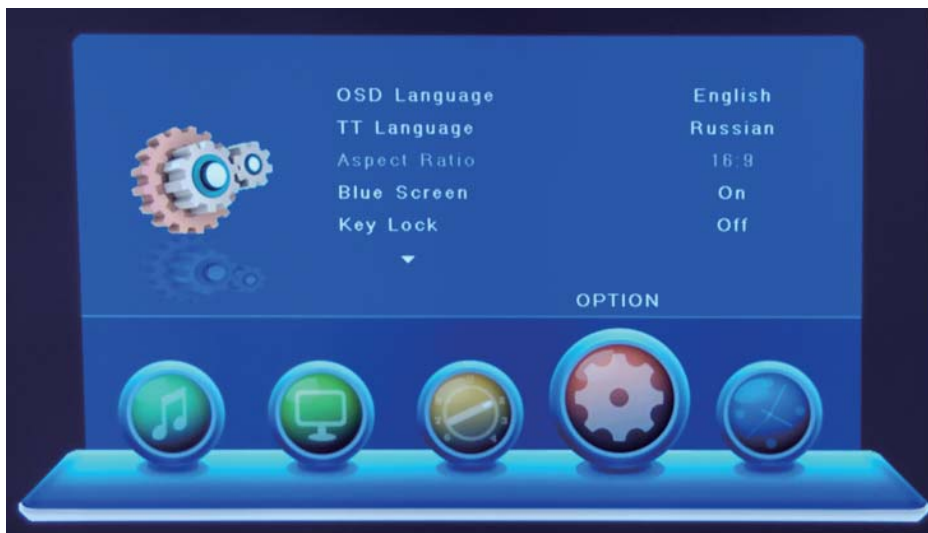 OSD Language English
TT Language Russian
Aspect Ratio 16:9
Blue Screen On
Key Lock Off
OPTION